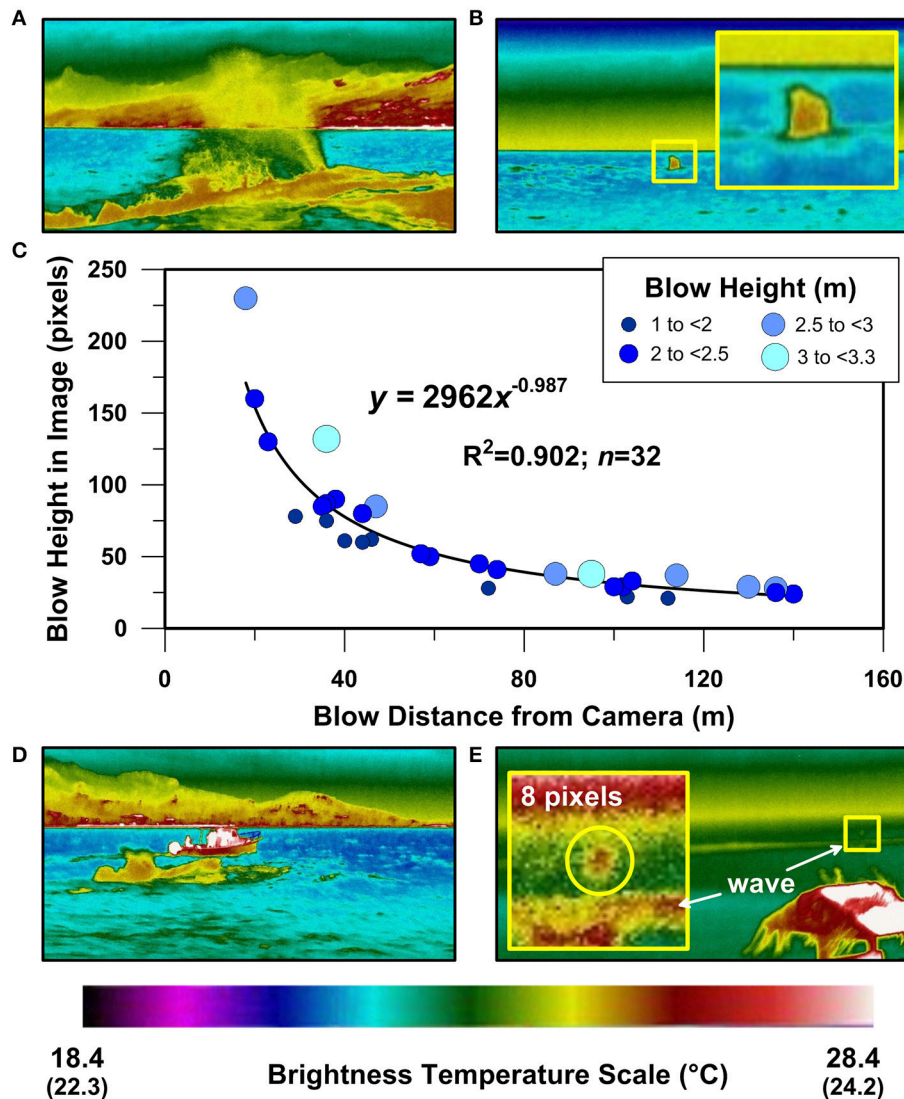 A
B
C
Blow Height in Image (pixels)
250
200
150
100
50
0
Blow Height (m)
1 to <2
2.5 to <3
2 to <2.5
3 to <3.3
y = 2962x^-0.987
R²=0.902; n=32
0
40
80
120
160
Blow Distance from Camera (m)
D
E
8 pixels
wave
18.4
(22.3)
Brightness Temperature Scale (°C)
28.4
(24.2)